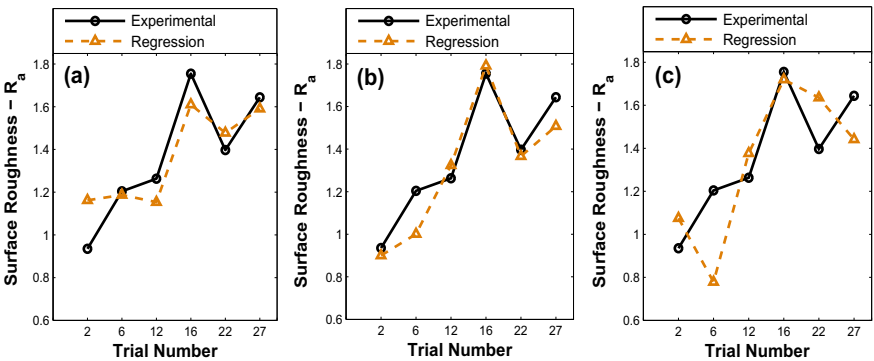 Experimental
Regression
(a)
Surface Roughness – Ra
1.8
1.6
1.4
1.2
1
0.8
0.6
2 6 12 16 22 27
Trial Number
Experimental
Regression
(b)
Surface Roughness – Ra
1.8
1.6
1.4
1.2
1
0.8
0.6
2 6 12 16 22 27
Trial Number
Experimental
Regression
(c)
Surface Roughness – Ra
1.8
1.6
1.4
1.2
1
0.8
0.6
2 6 12 16 22 27
Trial Number